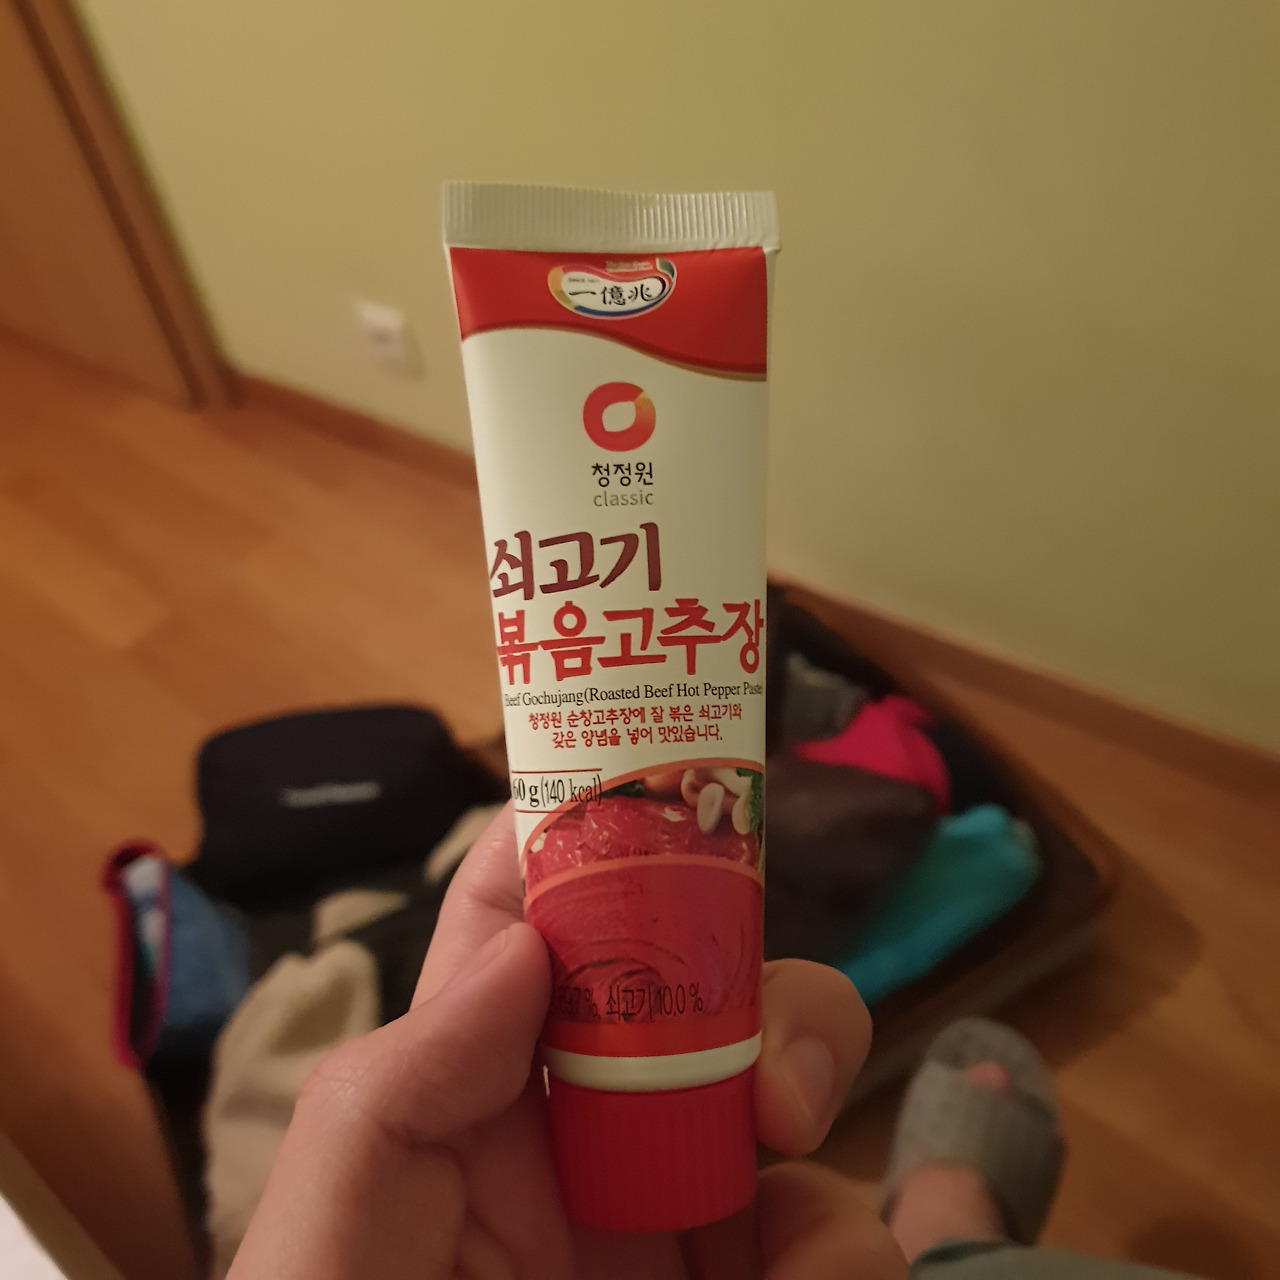 SINCE 1971
一億兆
청정원
classic
쇠고기
볶음고추장
Beef Gochujang(Roasted Beef Hot Pepper Paste)
청정원 순창고추장에 잘 볶은 쇠고기와
갖은 양념을 넣어 맛있습니다.
60 g(140 kcal)
쇠고기 10.0 %